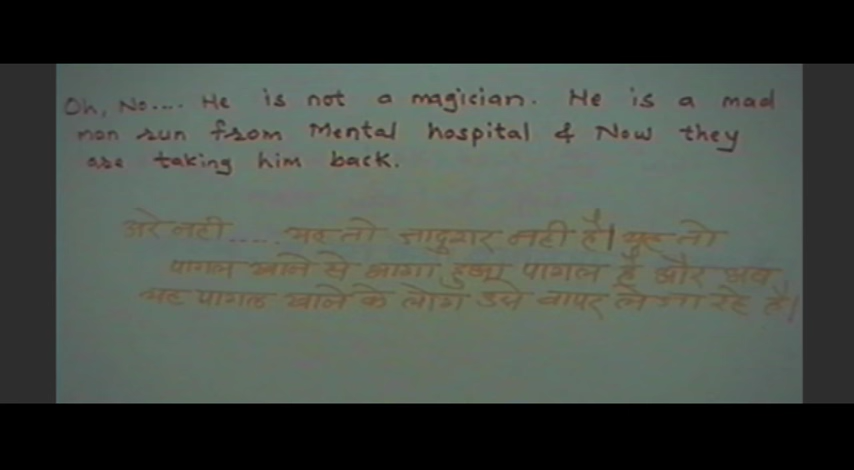 Oh, No.... He is not a magician. He is a mad
man run from Mental hospital & Now they
are taking him back.
अरे नही .... यह तो जादुगर नही है। यह तो
पागल खाने से भागा हुआ पागल है और अब
यह पागल खाने के लोग उसे वापर ले जा रहे है।